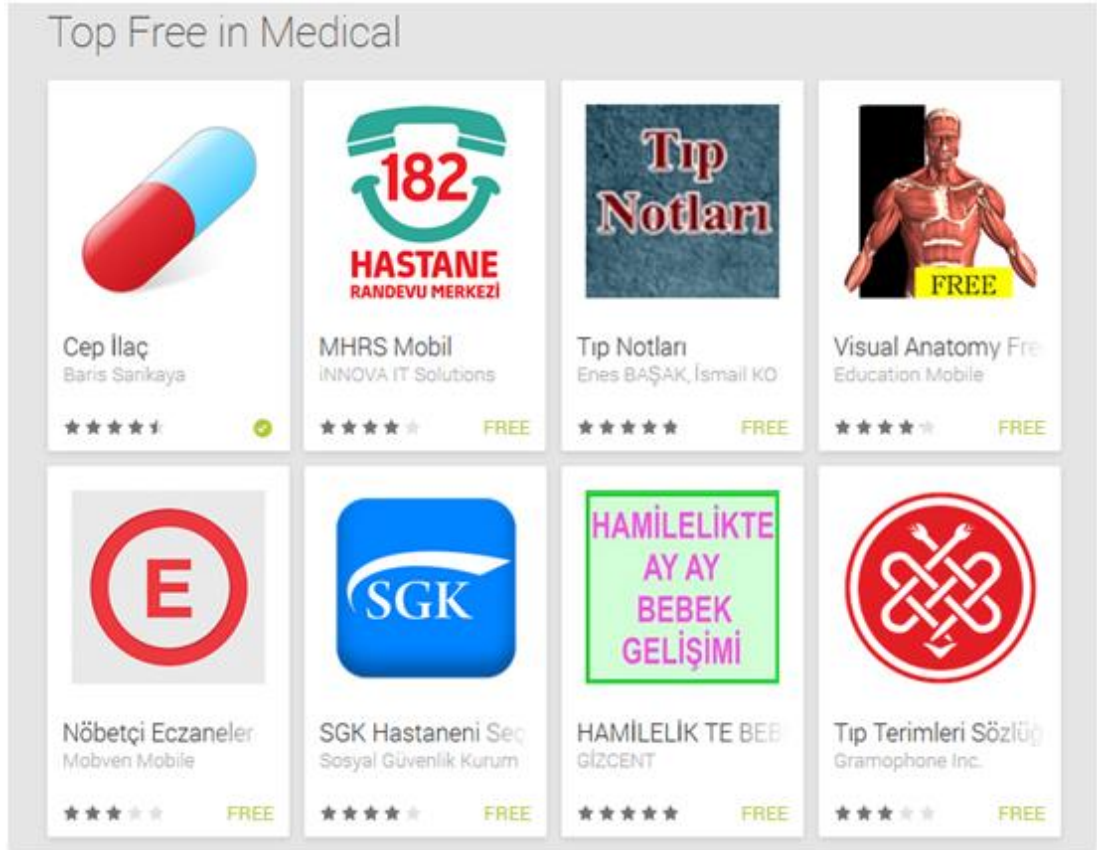 Top Free in Medical
182
HASTANE
RANDEVU MERKEZİ
Tıp
Notları
FREE
Cep İlaç
Baris Sarikaya
MHRS Mobil
iNNOVA IT Solutions
FREE
Tıp Notları
Enes BAŞAK, İsmail KO
FREE
Visual Anatomy Fre
Education Mobile
FREE
E
SGK
HAMİLELİKTE
AY AY
BEBEK
GELİŞİMİ
Nöbetçi Eczaneler
Mobven Mobile
FREE
SGK Hastaneni Seç
Sosyal Güvenlik Kurum
FREE
HAMİLELİK TE BEB
GİZCENT
FREE
Tıp Terimleri Sözlüğ
Gramophone Inc.
FREE